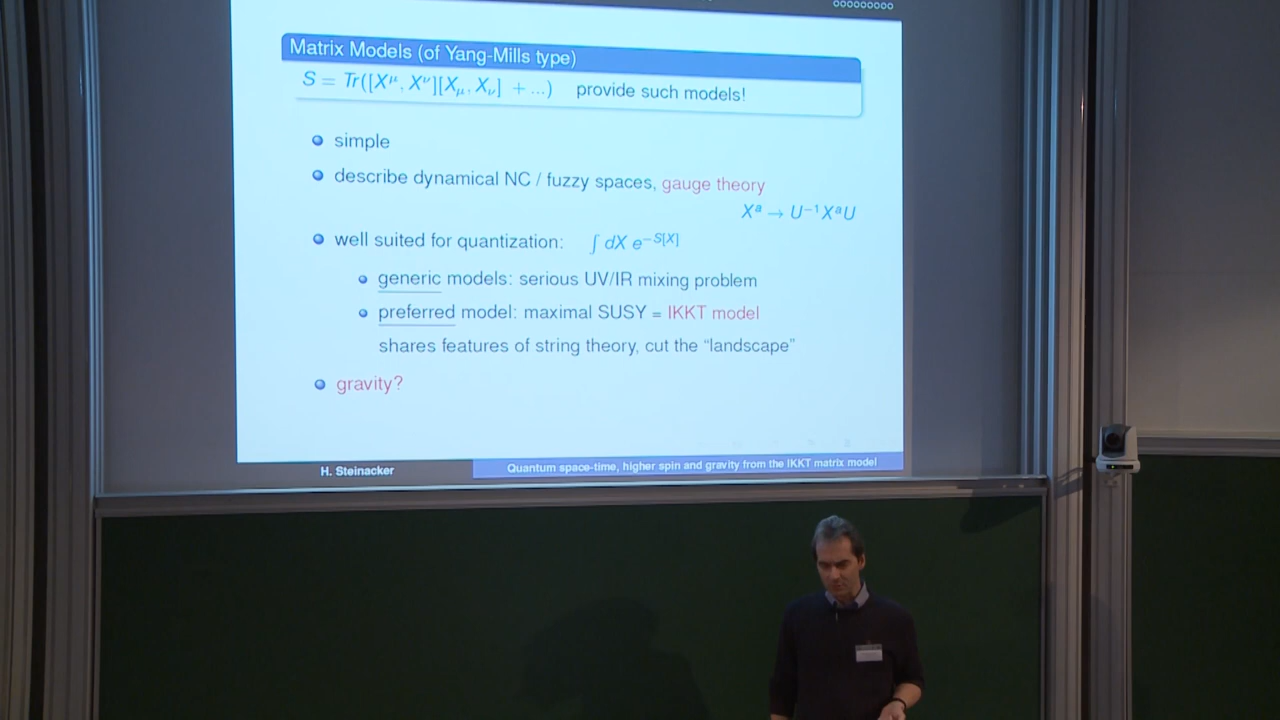 Matrix Models (of Yang-Mills type)
S = Tr([X^μ, X^ν][X_μ, X_ν] + ...) provide such models!
simple
describe dynamical NC / fuzzy spaces, gauge theory
X^a → U^{-1} X^a U
well suited for quantization: ∫ dX e^{-S[X]}
generic models: serious UV/IR mixing problem
preferred model: maximal SUSY = IKKT model
shares features of string theory, cut the “landscape”
gravity?
H. Steinacker Quantum space-time, higher spin and gravity from the IKKT matrix model